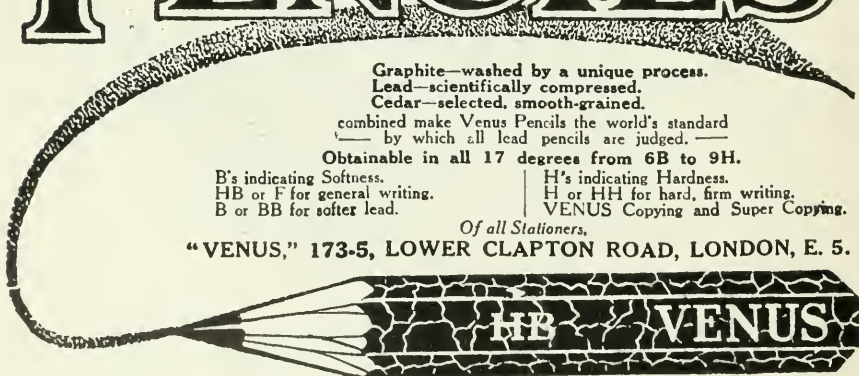 PENCILS
Graphite—washed by a unique process.
Lead—scientifically compressed.
Cedar—selected, smooth-grained.
combined make Venus Pencils the world's standard
— by which all lead pencils are judged. —
Obtainable in all 17 degrees from 6B to 9H.
B's indicating Softness.
HB or F for general writing.
B or BB for softer lead.
H's indicating Hardness.
H or HH for hard, firm writing.
VENUS Copying and Super Copying.
Of all Stationers,
"VENUS," 173-5, LOWER CLAPTON ROAD, LONDON, E. 5.
HB VENUS